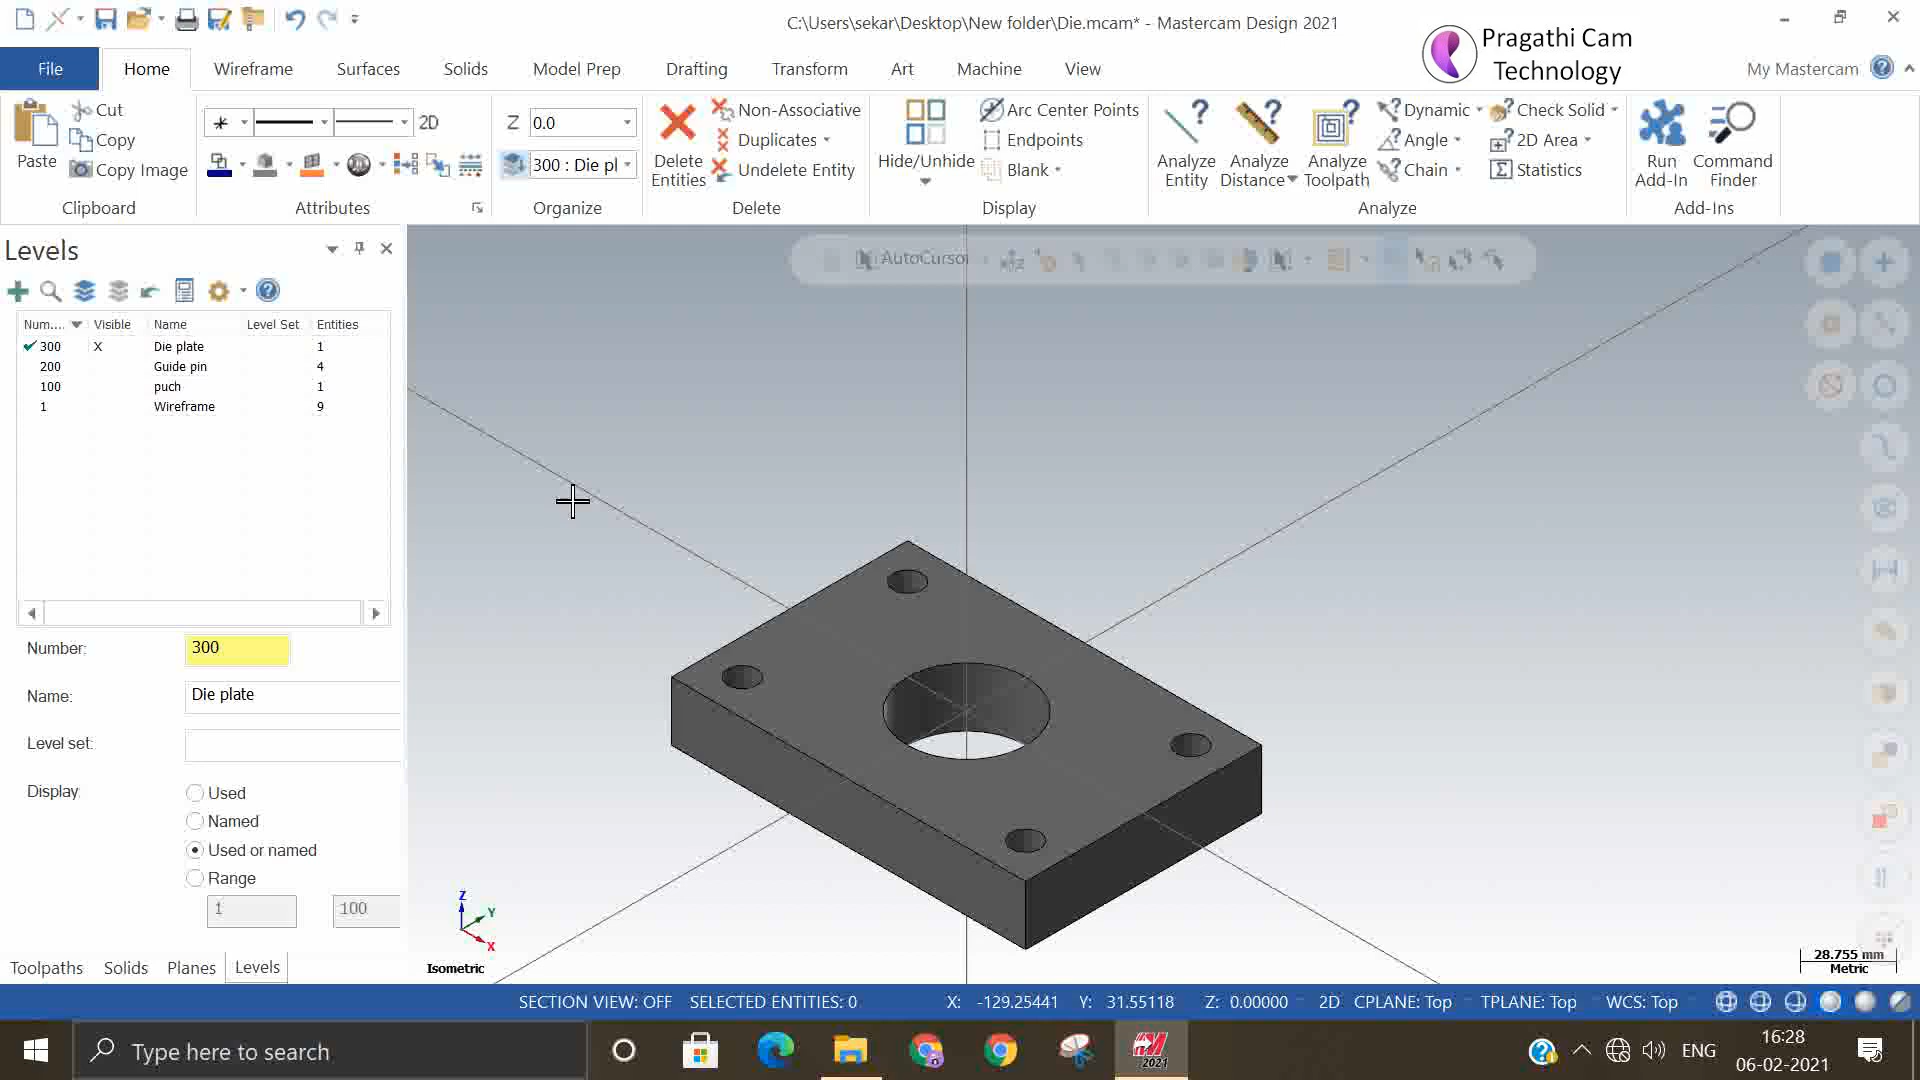 C:\Users\sekar\Desktop\New folder\Die.mcam* - Mastercam Design 2021
Pragathi Cam
Technology
File Home Wireframe Surfaces Solids Model Prep Drafting Transform Art Machine View My Mastercam
Paste
Cut
Copy
Copy Image
Clipboard
2D
Attributes
Z 0.0
300 : Die pl
Organize
Delete
Entities
Non-Associative
Duplicates
Undelete Entity
Delete
Hide/Unhide
Arc Center Points
Endpoints
Blank
Display
Analyze
Entity
Analyze
Distance
Analyze
Toolpath
Dynamic
Angle
Chain
Check Solid
2D Area
Statistics
Analyze
Run
Add-In
Command
Finder
Add-Ins
Levels
Num.... Visible Name Level Set Entities
300 X Die plate 1
200 Guide pin 4
100 puch 1
1 Wireframe 9
Number: 300
Name: Die plate
Level set:
Display: Used
Named
Used or named
Range
1 100
Toolpaths Solids Planes Levels
AutoCursor
Z
Y
X
Isometric
28.755 mm
Metric
SECTION VIEW: OFF SELECTED ENTITIES: 0 X: -129.25441 Y: 31.55118 Z: 0.00000 2D CPLANE: Top TPLANE: Top WCS: Top
Type here to search
2021
ENG
16:28
06-02-2021